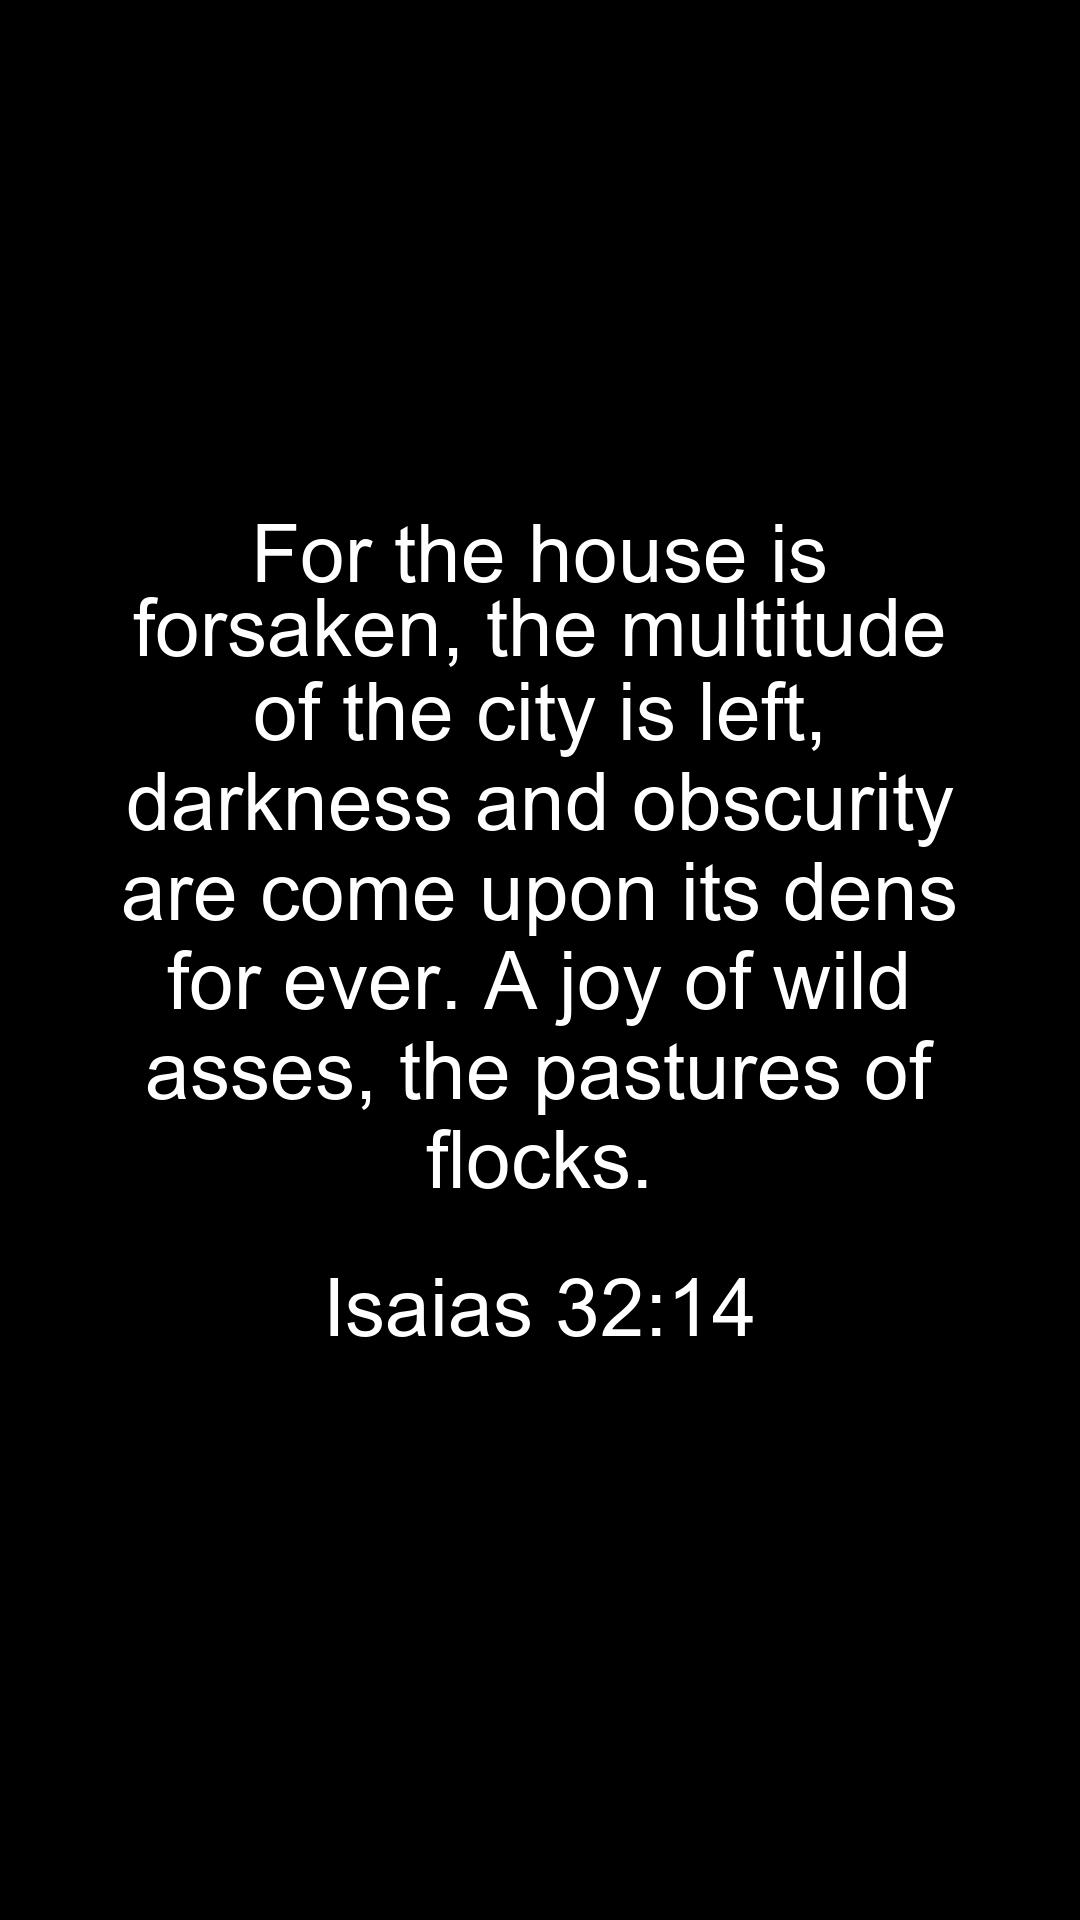 For the house is
forsaken, the multitude
of the city is left,
darkness and obscurity
are come upon its dens
for ever. A joy of wild
asses, the pastures of
flocks.
Isaias 32:14